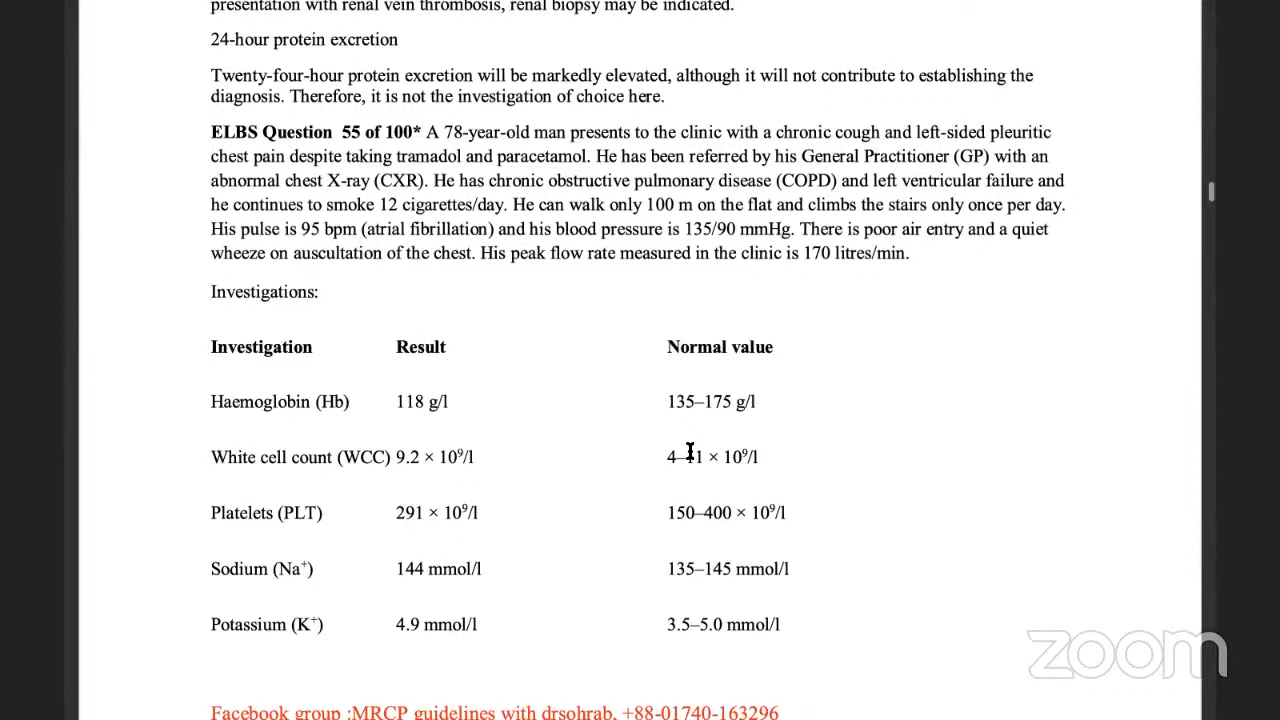 presentation with renal vein thrombosis, renal biopsy may be indicated.
24-hour protein excretion
Twenty-four-hour protein excretion will be markedly elevated, although it will not contribute to establishing the
diagnosis. Therefore, it is not the investigation of choice here.
ELBS Question 55 of 100* A 78-year-old man presents to the clinic with a chronic cough and left-sided pleuritic
chest pain despite taking tramadol and paracetamol. He has been referred by his General Practitioner (GP) with an
abnormal chest X-ray (CXR). He has chronic obstructive pulmonary disease (COPD) and left ventricular failure and
he continues to smoke 12 cigarettes/day. He can walk only 100 m on the flat and climbs the stairs only once per day.
His pulse is 95 bpm (atrial fibrillation) and his blood pressure is 135/90 mmHg. There is poor air entry and a quiet
wheeze on auscultation of the chest. His peak flow rate measured in the clinic is 170 litres/min.
Investigations:
Investigation Result Normal value
Haemoglobin (Hb) 118 g/l 135–175 g/l
White cell count (WCC) 9.2 × 10⁹/l 4–11 × 10⁹/l
Platelets (PLT) 291 × 10⁹/l 150–400 × 10⁹/l
Sodium (Na⁺) 144 mmol/l 135–145 mmol/l
Potassium (K⁺) 4.9 mmol/l 3.5–5.0 mmol/l
zoom
Facebook group :MRCP guidelines with drsohrab, +88-01740-163296